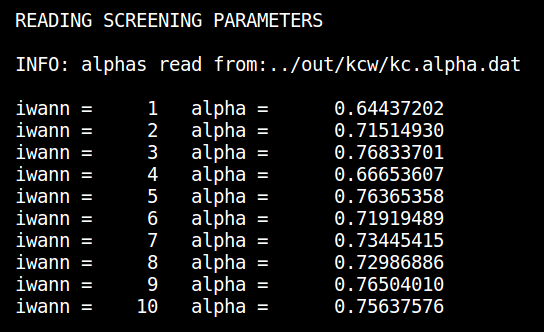 READING SCREENING PARAMETERS
INFO: alphas read from:../out/kcw/kc.alpha.dat
iwann =     1   alpha =      0.64437202
iwann =     2   alpha =      0.71514930
iwann =     3   alpha =      0.76833701
iwann =     4   alpha =      0.66653607
iwann =     5   alpha =      0.76365358
iwann =     6   alpha =      0.71919489
iwann =     7   alpha =      0.73445415
iwann =     8   alpha =      0.72986886
iwann =     9   alpha =      0.76504010
iwann =    10   alpha =      0.75637576